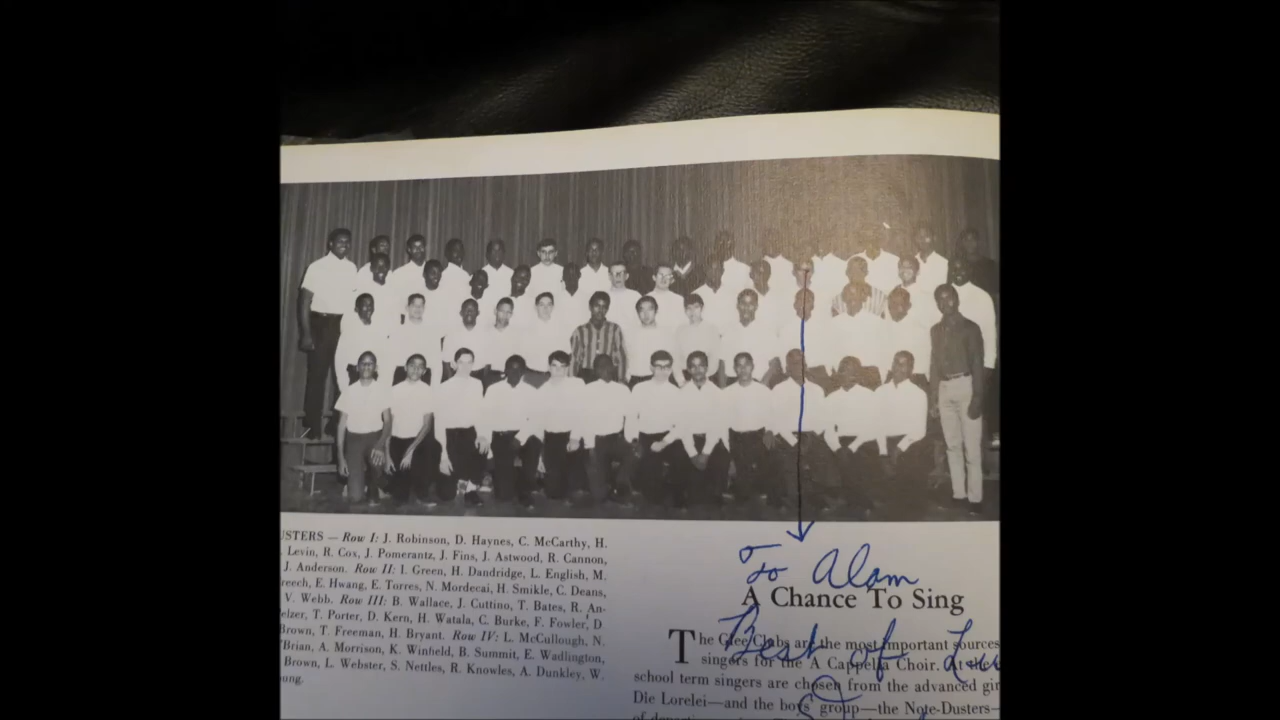 USTERS — Row I: J. Robinson, D. Haynes, C. McCarthy, H.
Levin, R. Cox, J. Pomerantz, J. Fins, J. Astwood, R. Cannon,
J. Anderson. Row II: I. Green, H. Dandridge, L. English, M.
reech, E. Hwang, E. Torres, N. Mordecai, H. Smikle, C. Deans,
V. Webb. Row III: B. Wallace, J. Cuttino, T. Bates, R. An-
elzer, T. Porter, D. Kern, H. Watala, C. Burke, F. Fowler, D
Brown, T. Freeman, H. Bryant. Row IV: L. McCullough, N.
'Brian, A. Morrison, K. Winfield, B. Summit, E. Wadlington,
Brown, L. Webster, S. Nettles, R. Knowles, A. Dunkley, W.
oung.
To Alam
A Chance To Sing
Best of Lu
The Glee Clubs are the most important sources
singers for the A Cappella Choir. At the
school term singers are chosen from the advanced gir
Die Lorelei—and the boys' group—the Note-Dusters—